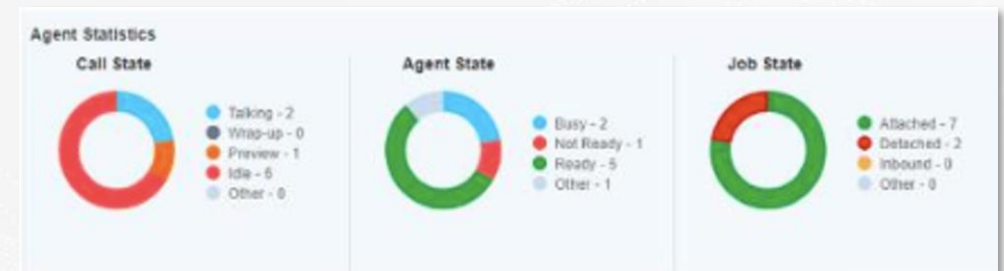 Agent Statistics
Call State
Talking - 2
Wrap-up - 0
Preview - 1
Idle - 6
Other - 0
Agent State
Busy - 2
Not Ready - 1
Ready - 5
Other - 1
Job State
Attached - 7
Detached - 2
Inbound - 0
Other - 0